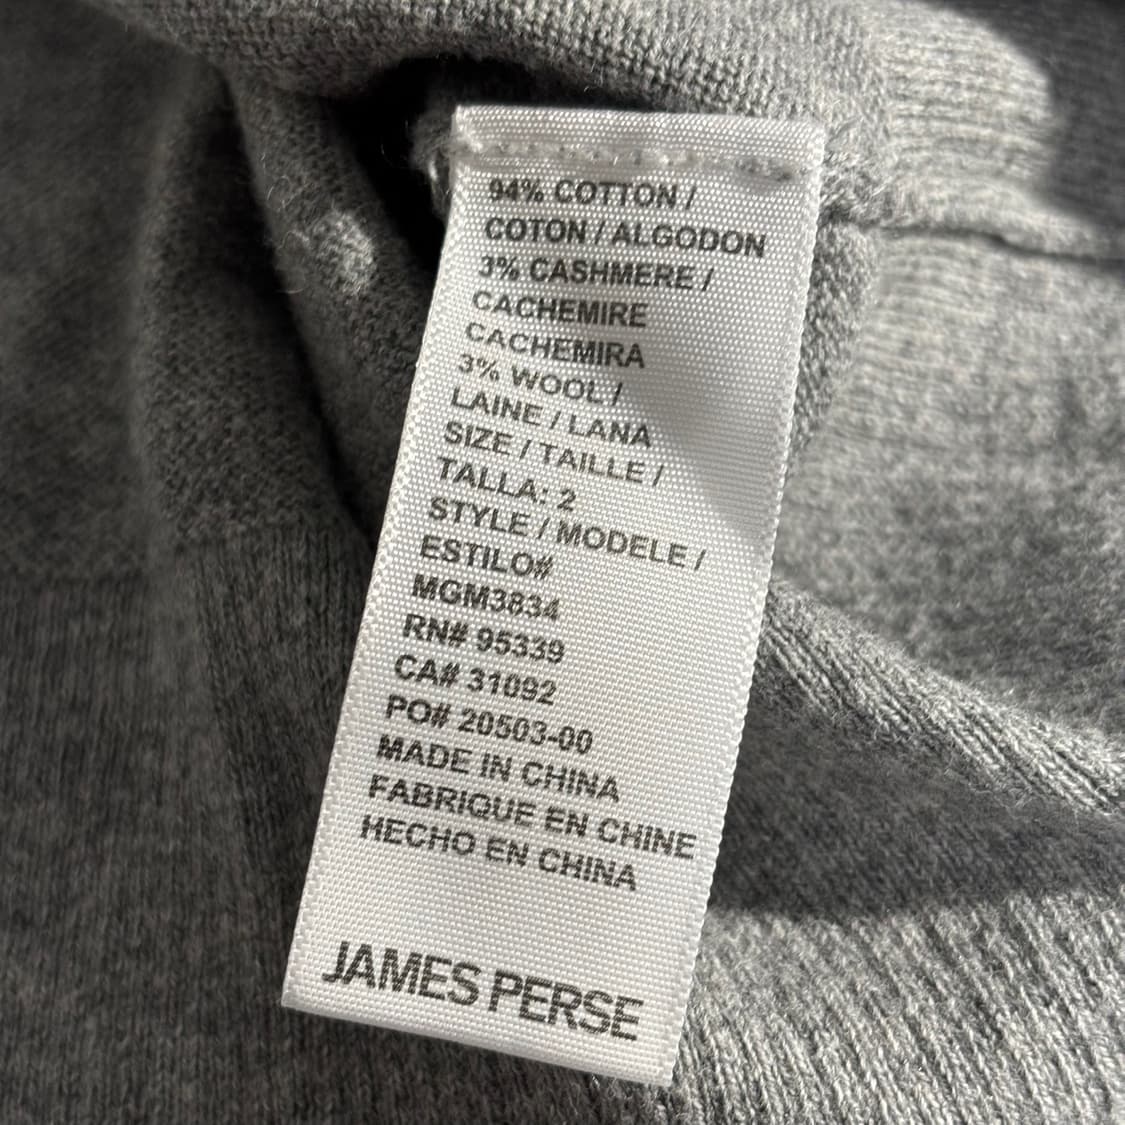 94% COTTON /
COTON / ALGODON
3% CASHMERE /
CACHEMIRE
CACHEMIRA
3% WOOL /
LAINE / LANA
SIZE / TAILLE /
TALLA: 2
STYLE / MODELE /
ESTILO#
MGM3834
RN# 95339
CA# 31092
PO# 20503-00
MADE IN CHINA
FABRIQUE EN CHINE
HECHO EN CHINA
JAMES PERSE